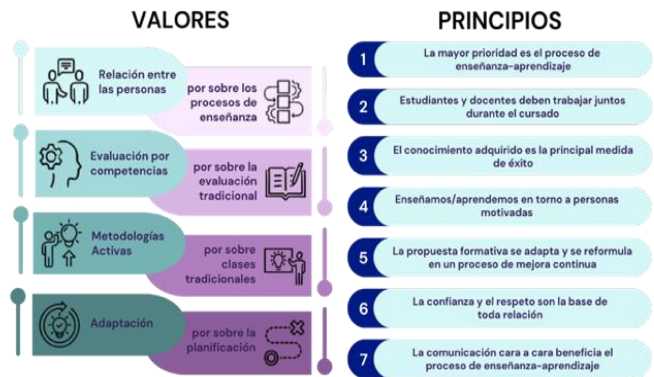 VALORES
Relación entre
las personas
por sobre los
procesos de
enseñanza
Evaluación por
competencias
por sobre la
evaluación
tradicional
Metodologías
Activas
por sobre
clases
tradicionales
Adaptación
por sobre la
planificación
PRINCIPIOS
1
La mayor prioridad es el proceso de
enseñanza-aprendizaje
2
Estudiantes y docentes deben trabajar juntos
durante el cursado
3
El conocimiento adquirido es la principal medida
de éxito
4
Enseñamos/aprendemos en torno a personas
motivadas
5
La propuesta formativa se adapta y se reformula
en un proceso de mejora continua
6
La confianza y el respeto son la base de
toda relación
7
La comunicación cara a cara beneficia el
proceso de enseñanza-aprendizaje